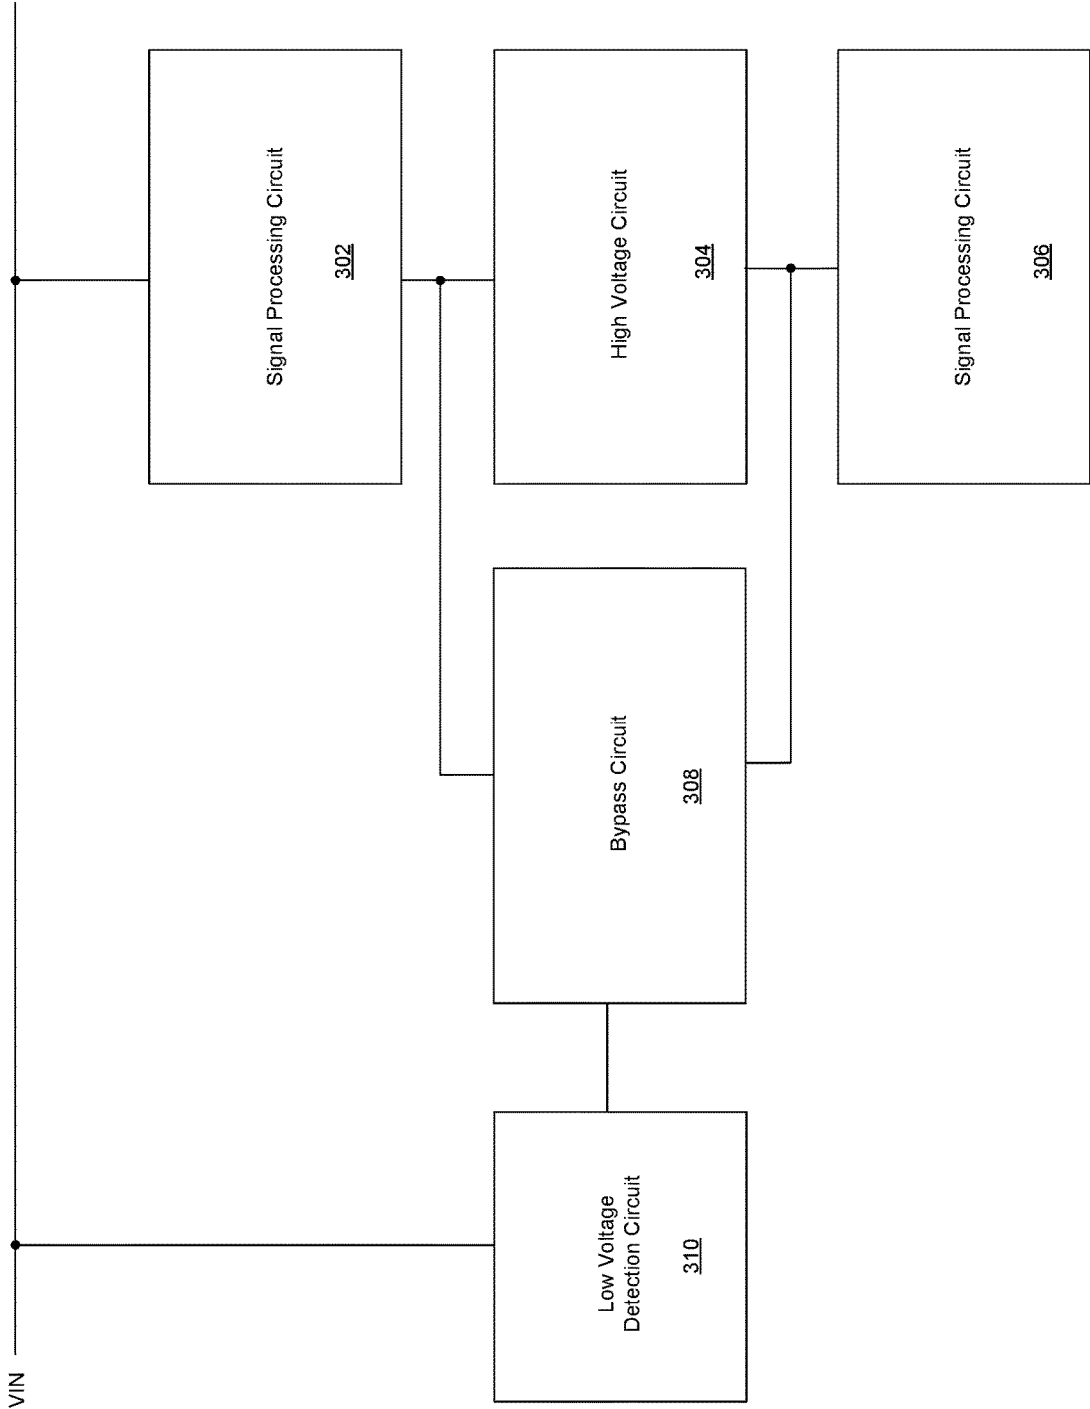 VIN
Signal Processing Circuit
302
High Voltage Circuit
304
Signal Processing Circuit
306
Bypass Circuit
308
Low Voltage
Detection Circuit
310